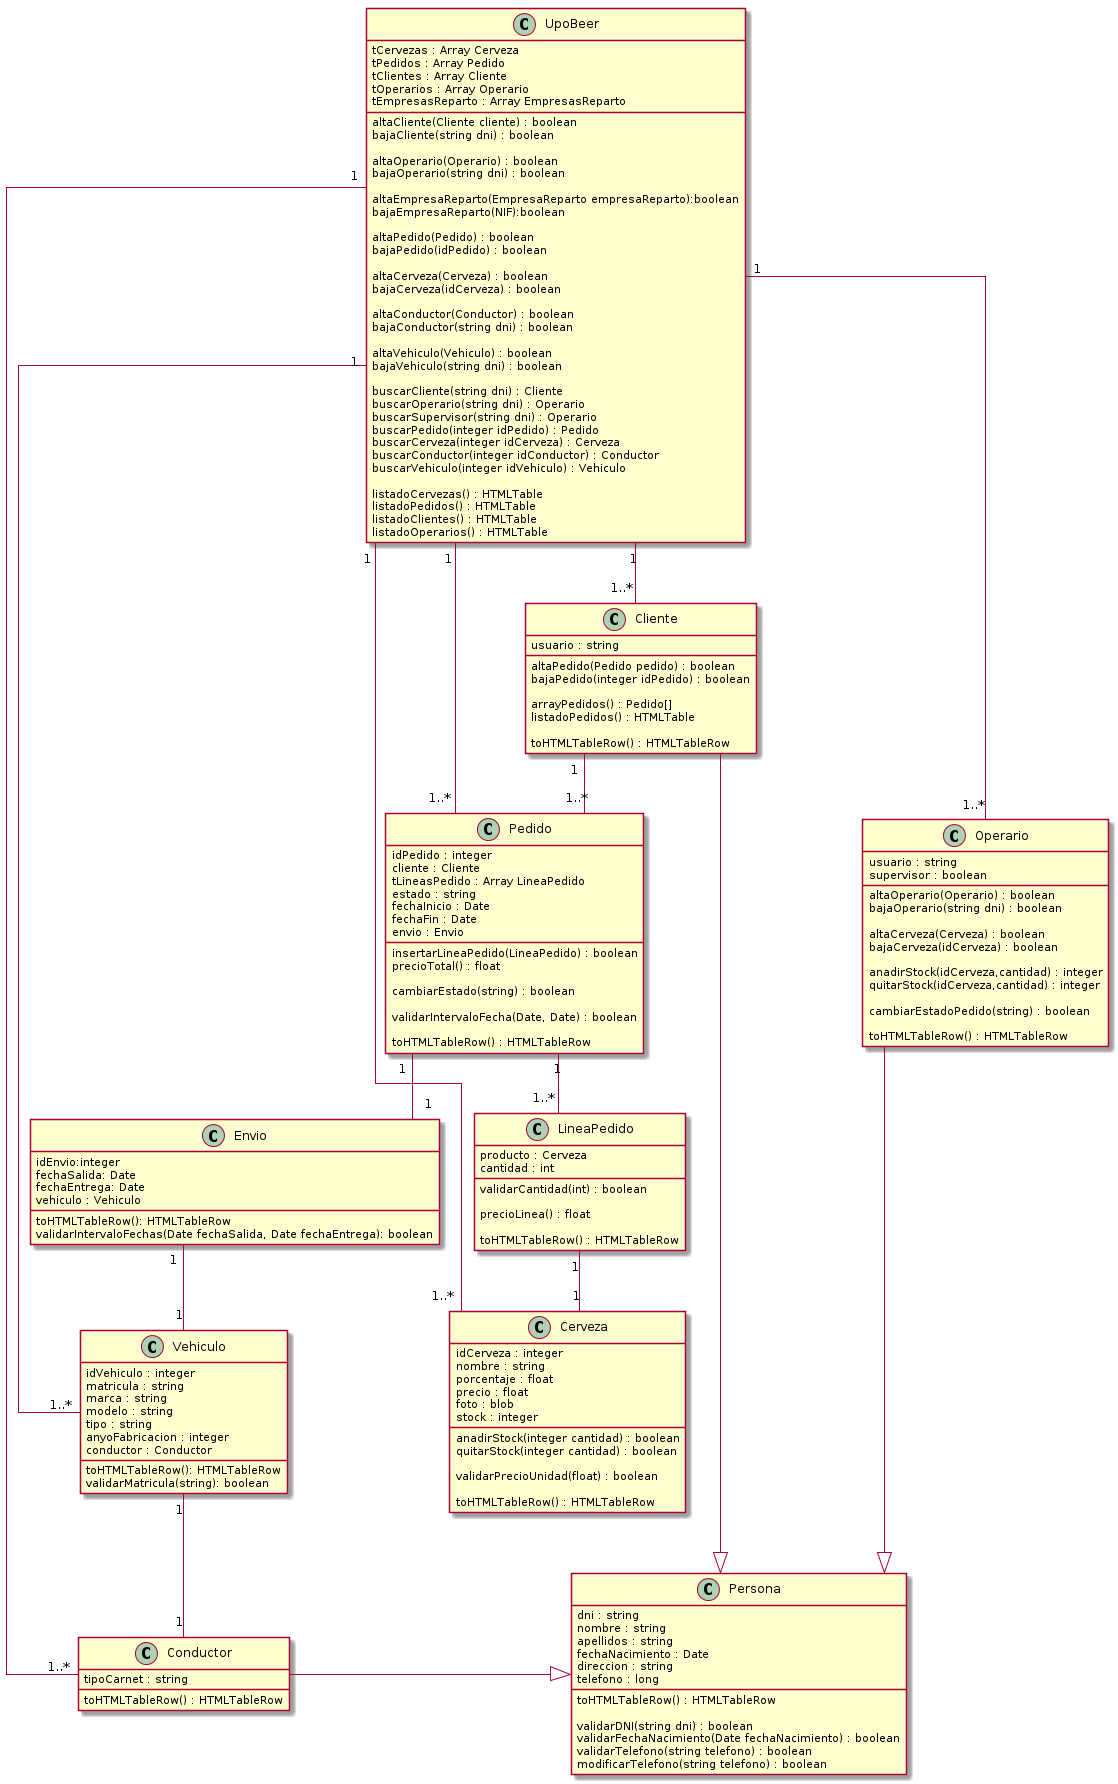 C UpoBeer
tCervezas : Array Cerveza
tPedidos : Array Pedido
tClientes : Array Cliente
tOperarios : Array Operario
tEmpresasReparto : Array EmpresasReparto
altaCliente(Cliente cliente) : boolean
bajaCliente(string dni) : boolean
altaOperario(Operario) : boolean
bajaOperario(string dni) : boolean
altaEmpresaReparto(EmpresaReparto empresaReparto):boolean
bajaEmpresaReparto(NIF):boolean
altaPedido(Pedido) : boolean
bajaPedido(idPedido) : boolean
altaCerveza(Cerveza) : boolean
bajaCerveza(idCerveza) : boolean
altaConductor(Conductor) : boolean
bajaConductor(string dni) : boolean
altaVehiculo(Vehiculo) : boolean
bajaVehiculo(string dni) : boolean
buscarCliente(string dni) : Cliente
buscarOperario(string dni) : Operario
buscarSupervisor(string dni) : Operario
buscarPedido(integer idPedido) : Pedido
buscarCerveza(integer idCerveza) : Cerveza
buscarConductor(integer idConductor) : Conductor
buscarVehiculo(integer idVehiculo) : Vehiculo
listadoCervezas() : HTMLTable
listadoPedidos() : HTMLTable
listadoClientes() : HTMLTable
listadoOperarios() : HTMLTable
1
1
1
1
1
1
1..*
C Cliente
usuario : string
altaPedido(Pedido pedido) : boolean
bajaPedido(integer idPedido) : boolean
arrayPedidos() : Pedido[]
listadoPedidos() : HTMLTable
toHTMLTableRow() : HTMLTableRow
1
1..*
1..*
1..*
C Pedido
idPedido : integer
cliente : Cliente
tLineasPedido : Array LineaPedido
estado : string
fechaInicio : Date
fechaFin : Date
envio : Envio
insertarLineaPedido(LineaPedido) : boolean
precioTotal() : float
cambiarEstado(string) : boolean
validarIntervaloFecha(Date, Date) : boolean
toHTMLTableRow() : HTMLTableRow
C Operario
usuario : string
supervisor : boolean
altaOperario(Operario) : boolean
bajaOperario(string dni) : boolean
altaCerveza(Cerveza) : boolean
bajaCerveza(idCerveza) : boolean
anadirStock(idCerveza,cantidad) : integer
quitarStock(idCerveza,cantidad) : integer
cambiarEstadoPedido(string) : boolean
toHTMLTableRow() : HTMLTableRow
1
1
1
1..*
C Envio
idEnvio:integer
fechaSalida: Date
fechaEntrega: Date
vehiculo : Vehiculo
toHTMLTableRow(): HTMLTableRow
validarIntervaloFechas(Date fechaSalida, Date fechaEntrega): boolean
C LineaPedido
producto : Cerveza
cantidad : int
validarCantidad(int) : boolean
precioLinea() : float
toHTMLTableRow() : HTMLTableRow
1
1
1
1..*
1
C Vehiculo
idVehiculo : integer
matricula : string
marca : string
modelo : string
tipo : string
anyoFabricacion : integer
conductor : Conductor
toHTMLTableRow(): HTMLTableRow
validarMatricula(string): boolean
1..*
C Cerveza
idCerveza : integer
nombre : string
porcentaje : float
precio : float
foto : blob
stock : integer
anadirStock(integer cantidad) : boolean
quitarStock(integer cantidad) : boolean
validarPrecioUnidad(float) : boolean
toHTMLTableRow() : HTMLTableRow
1
1
1..*
C Conductor
tipoCarnet : string
toHTMLTableRow() : HTMLTableRow
C Persona
dni : string
nombre : string
apellidos : string
fechaNacimiento : Date
direccion : string
telefono : long
toHTMLTableRow() : HTMLTableRow
validarDNI(string dni) : boolean
validarFechaNacimiento(Date fechaNacimiento) : boolean
validarTelefono(string telefono) : boolean
modificarTelefono(string telefono) : boolean